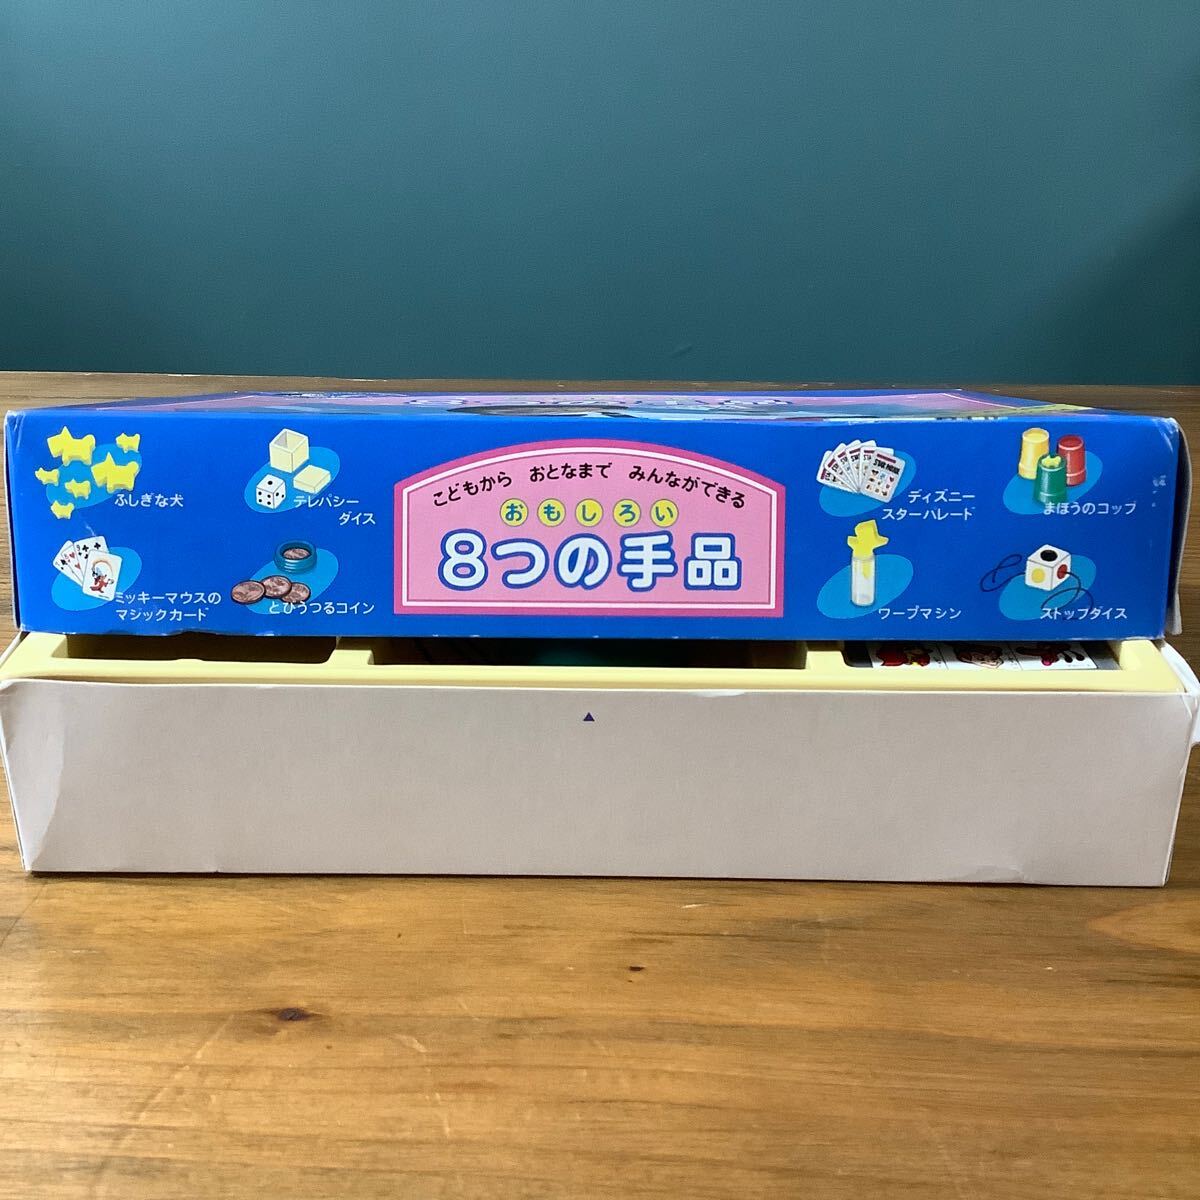 ふしぎな犬
テレパシー
ダイス
ミッキーマウスの
マジックカード
とびうつるコイン
こどもから おとなまで みんなができる
おもしろい
8つの手品
ディズニー
スターパレード
まほうのコップ
ワープマシン
ストップダイス